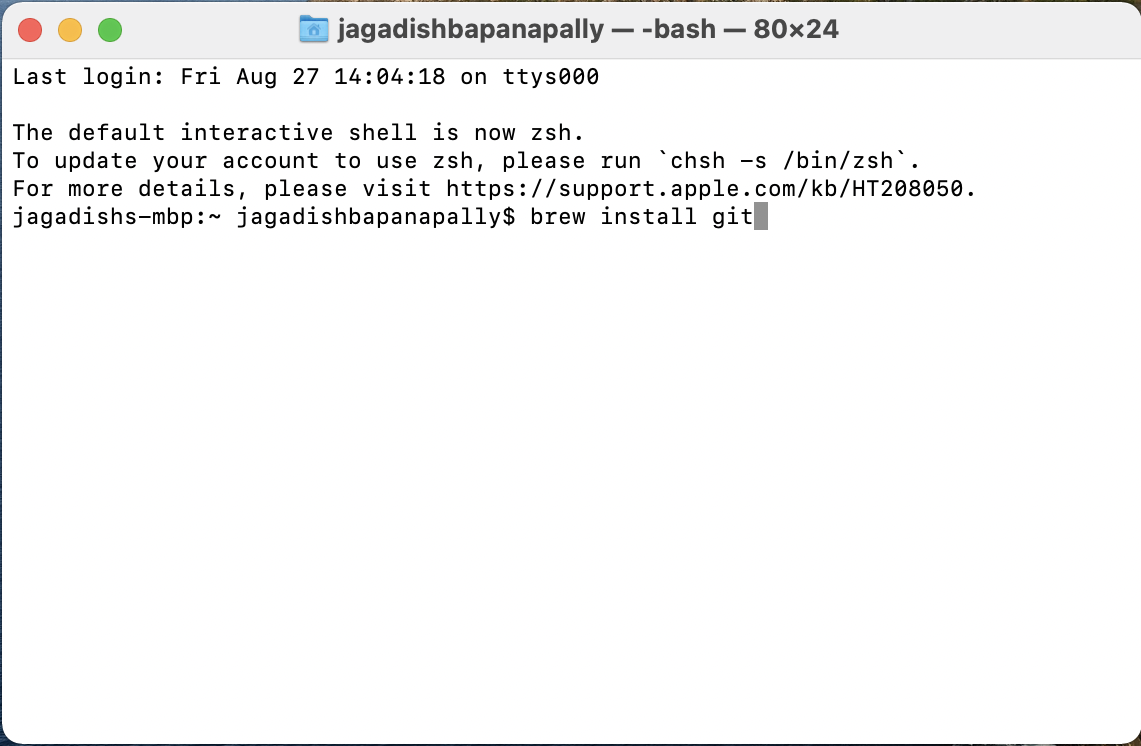 jagadishbapanapally — -bash — 80×24
Last login: Fri Aug 27 14:04:18 on ttys000
The default interactive shell is now zsh.
To update your account to use zsh, please run `chsh -s /bin/zsh`.
For more details, please visit https://support.apple.com/kb/HT208050.
jagadishs-mbp:~ jagadishbapanapally$ brew install git